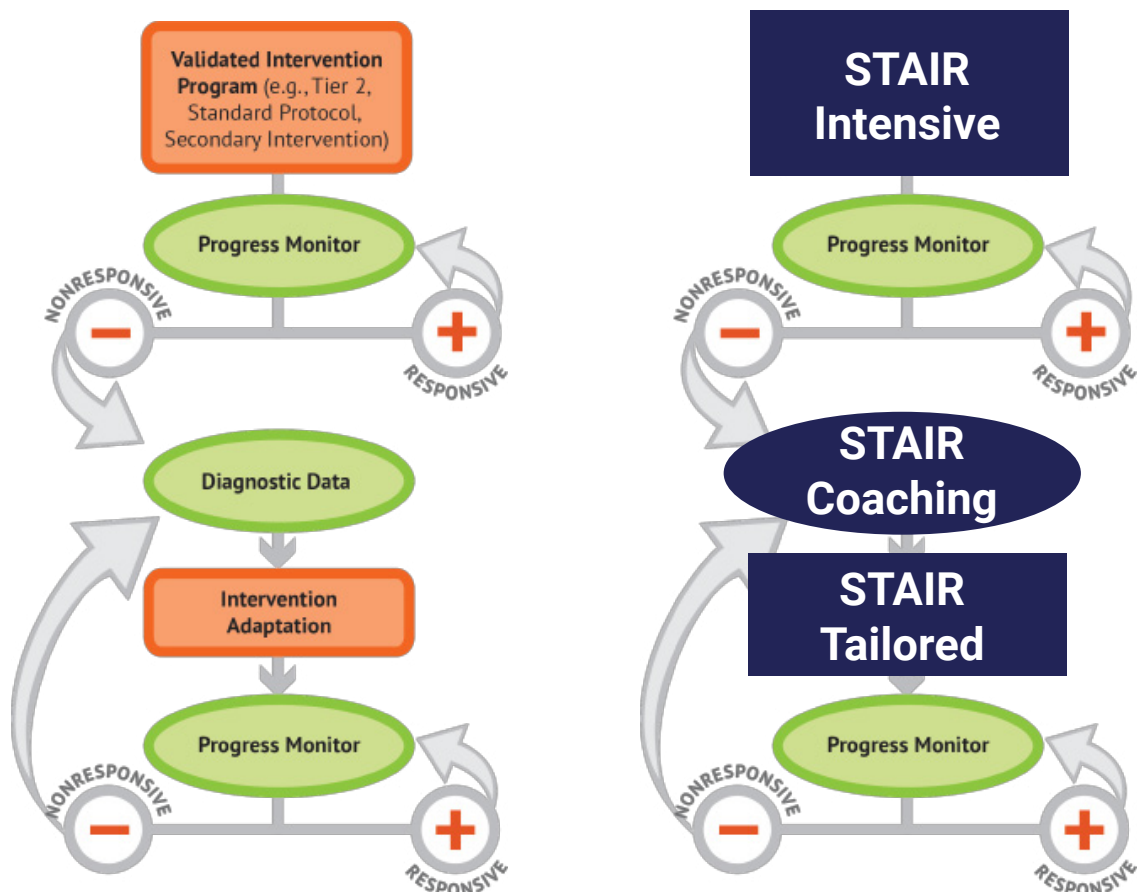 Validated Intervention
Program (e.g., Tier 2,
Standard Protocol,
Secondary Intervention)
Progress Monitor
NONRESPONSIVE
RESPONSIVE
Diagnostic Data
Intervention
Adaptation
Progress Monitor
NONRESPONSIVE
RESPONSIVE
STAIR
Intensive
Progress Monitor
NONRESPONSIVE
RESPONSIVE
STAIR
Coaching
STAIR
Tailored
Progress Monitor
NONRESPONSIVE
RESPONSIVE